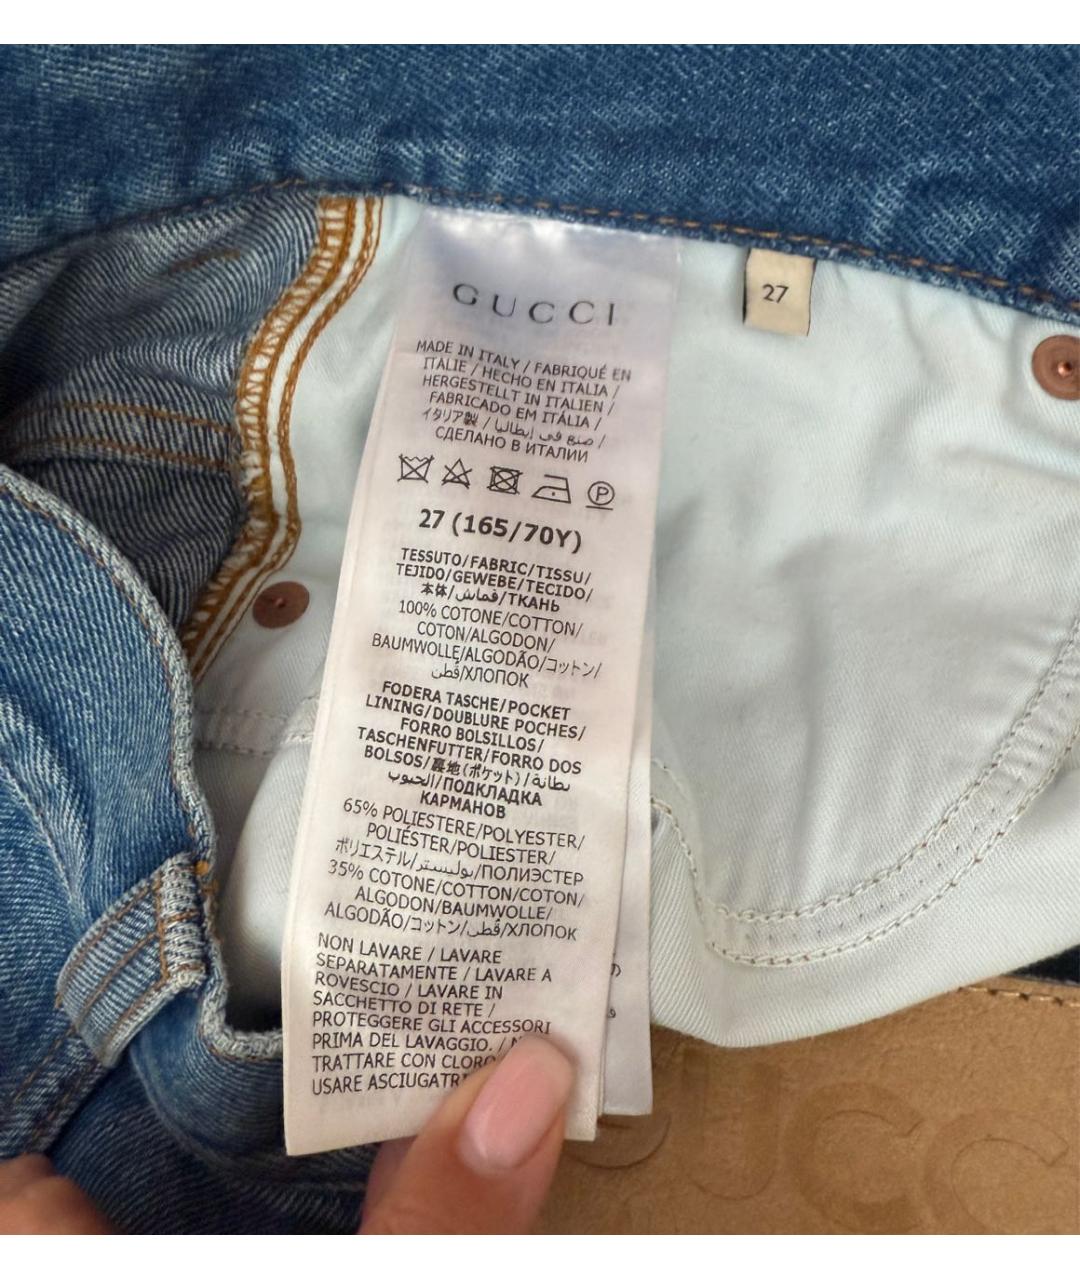 GUCCI
27
MADE IN ITALY / FABRIQUÉ EN
ITALIE / HECHO EN ITALIA /
HERGESTELLT IN ITALIEN /
FABRICADO EM ITÁLIA /
イタリア製 / صنع في إيطاليا /
СДЕЛАНО В ИТАЛИИ
P
27 (165/70Y)
TESSUTO/FABRIC/TISSU/
TEJIDO/GEWEBE/TECIDO/
本体/قماش/ТКАНЬ
100% COTONE/COTTON/
COTON/ALGODON/
BAUMWOLLE/ALGODÃO/コットン/
قطن/ХЛОПОК
FODERA TASCHE/POCKET
LINING/DOUBLURE POCHES/
FORRO BOLSILLOS/
TASCHENFUTTER/FORRO DOS
BOLSOS/裏地(ポケット)/بطانة
الجيوب/ПОДКЛАДКА
КАРМАНОВ
65% POLIESTERE/POLYESTER/
POLIÉSTER/POLIESTER/
ポリエステル/بوليستر/ПОЛИЭСТЕР
35% COTONE/COTTON/COTON/
ALGODON/BAUMWOLLE/
ALGODÃO/コットン/قطن/ХЛОПОК
NON LAVARE / LAVARE
SEPARATAMENTE / LAVARE A
ROVESCIO / LAVARE IN
SACCHETTO DI RETE /
PROTEGGERE GLI ACCESSORI
PRIMA DEL LAVAGGIO. /
TRATTARE CON CLORO
USARE